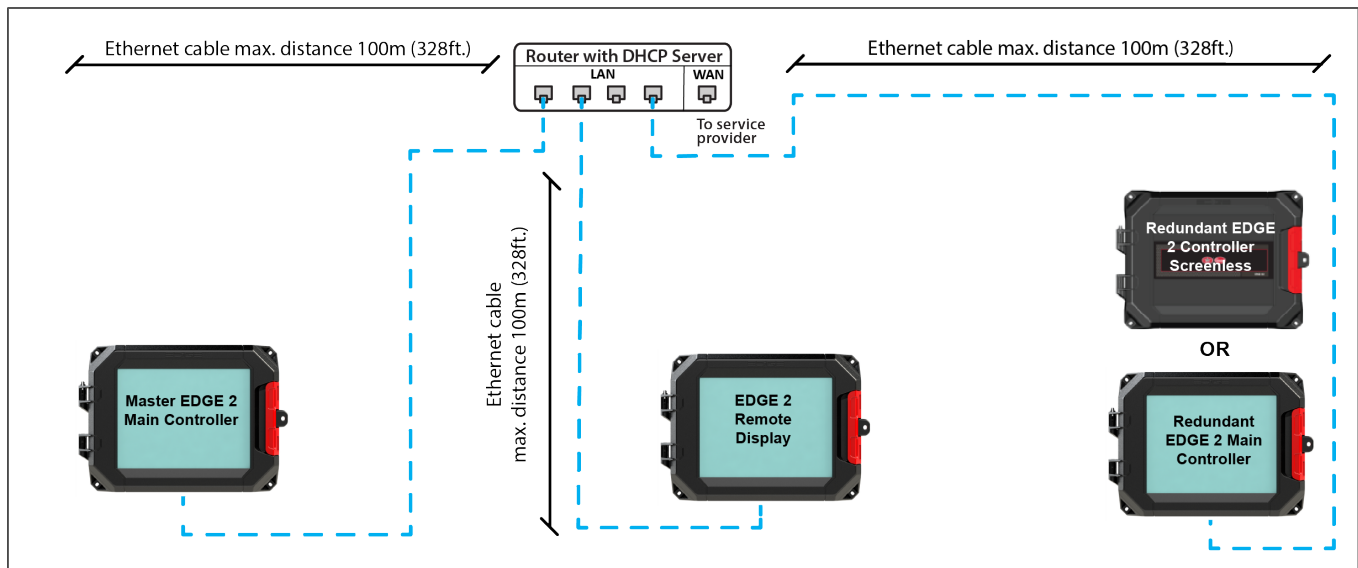 Ethernet cable max. distance 100m (328ft.)
Router with DHCP Server
LAN
WAN
To service
provider
Ethernet cable max. distance 100m (328ft.)
Ethernet cable
max. distance 100m (328ft.)
Redundant EDGE
2 Controller
Screenless
OR
Master EDGE 2
Main Controller
EDGE 2
Remote
Display
Redundant
EDGE 2 Main
Controller